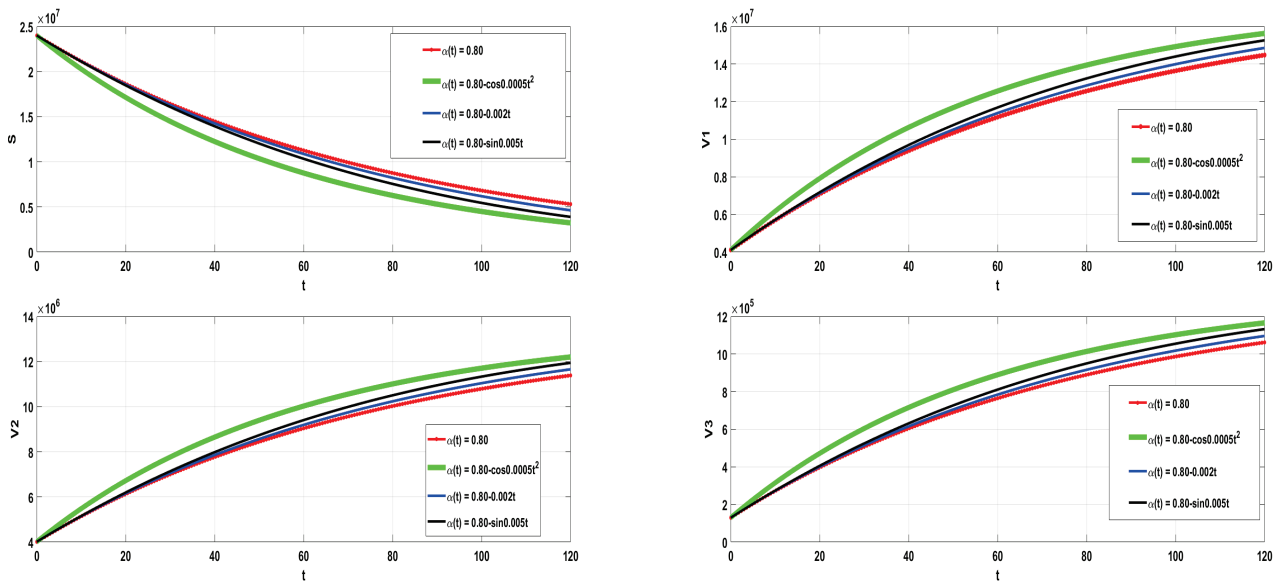 ×10⁷
2.5
2
1.5
1
0.5
0
S
0 20 40 60 80 100 120
t
α(t) = 0.80
α(t) = 0.80-cos0.0005t²
α(t) = 0.80-0.002t
α(t) = 0.80-sin0.005t
×10⁷
1.6
1.4
1.2
1
0.8
0.6
0.4
V1
0 20 40 60 80 100 120
t
α(t) = 0.80
α(t) = 0.80-cos0.0005t²
α(t) = 0.80-0.002t
α(t) = 0.80-sin0.005t
×10⁶
14
12
10
8
6
4
V2
0 20 40 60 80 100 120
t
α(t) = 0.80
α(t) = 0.80-cos0.0005t²
α(t) = 0.80-0.002t
α(t) = 0.80-sin0.005t
×10⁵
12
10
8
6
4
2
0
V3
0 20 40 60 80 100 120
t
α(t) = 0.80
α(t) = 0.80-cos0.0005t²
α(t) = 0.80-0.002t
α(t) = 0.80-sin0.005t